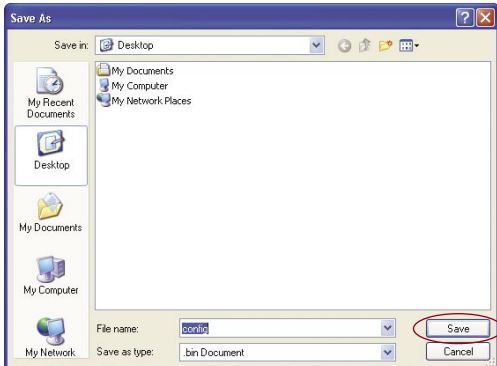 Save As
Save in:
Desktop
My Recent
Documents
Desktop
My Documents
My Computer
My Network
My Documents
My Computer
My Network Places
File name:
config
Save
Save as type:
.bin Document
Cancel